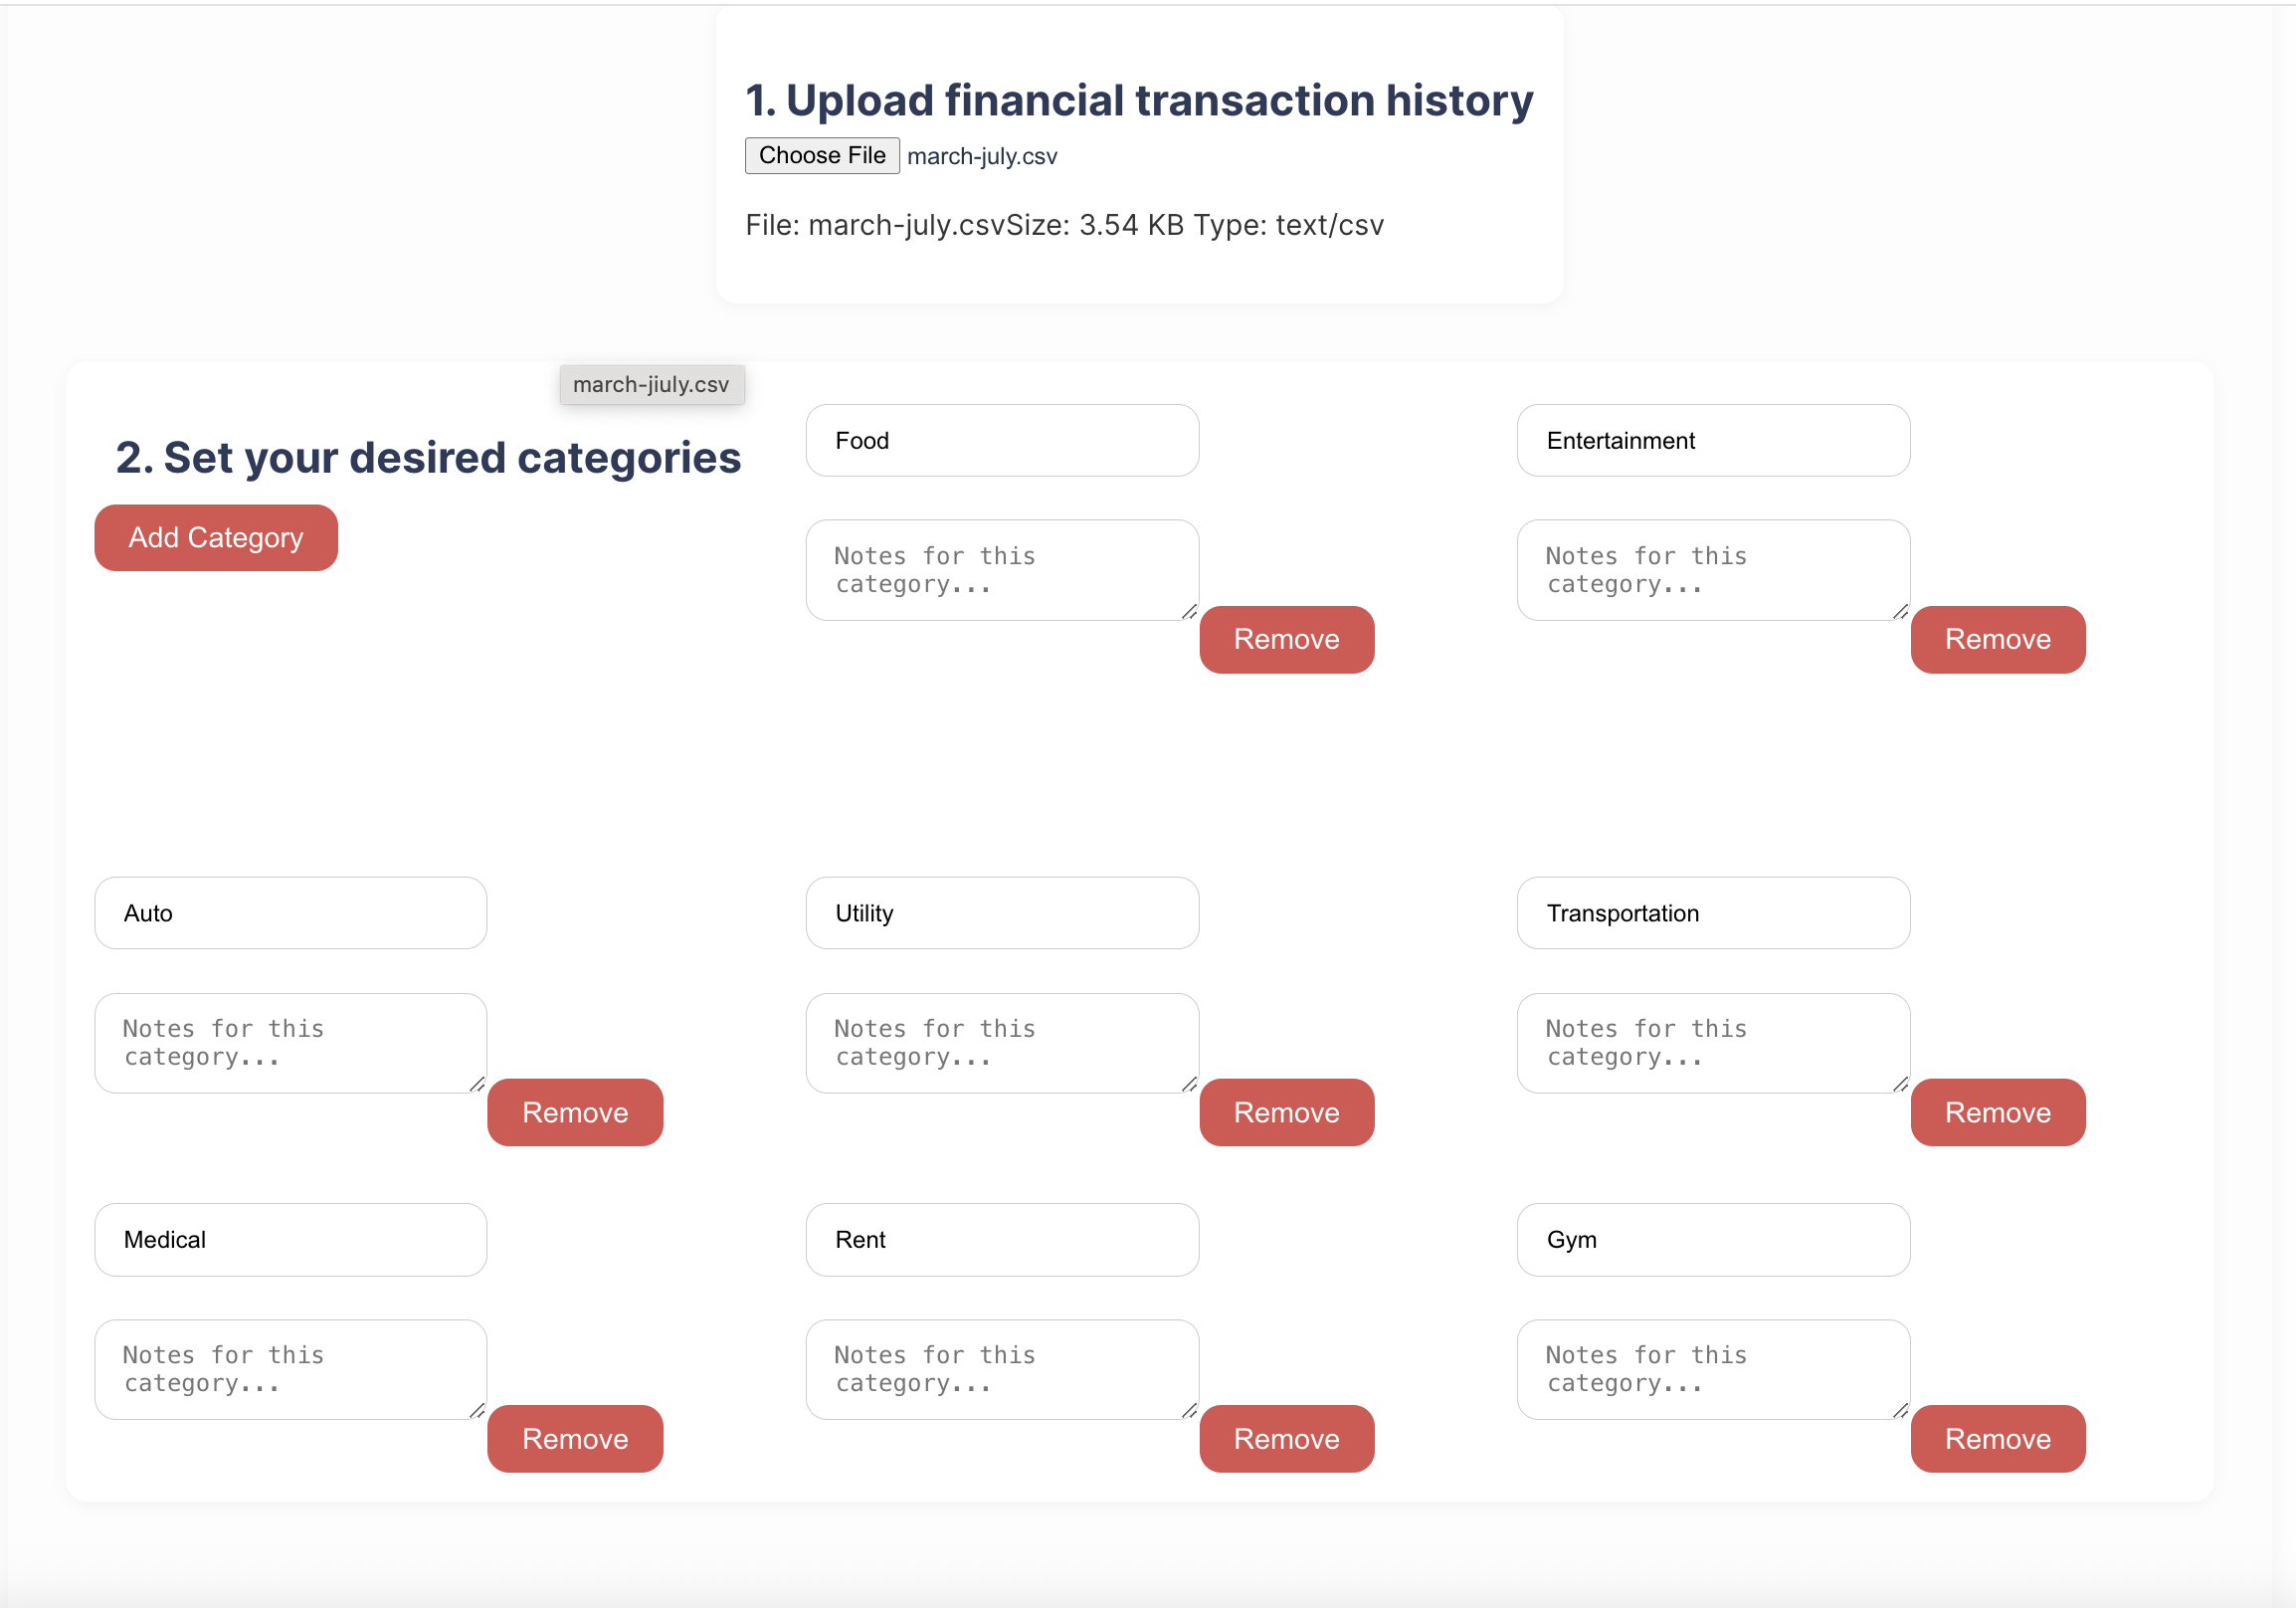 1. Upload financial transaction history
Choose File march-july.csv
File: march-july.csvSize: 3.54 KB Type: text/csv
march-jiuly.csv
2. Set your desired categories
Add Category
Food
Notes for this
category...
Remove
Entertainment
Notes for this
category...
Remove
Auto
Notes for this
category...
Remove
Utility
Notes for this
category...
Remove
Transportation
Notes for this
category...
Remove
Medical
Notes for this
category...
Remove
Rent
Notes for this
category...
Remove
Gym
Notes for this
category...
Remove